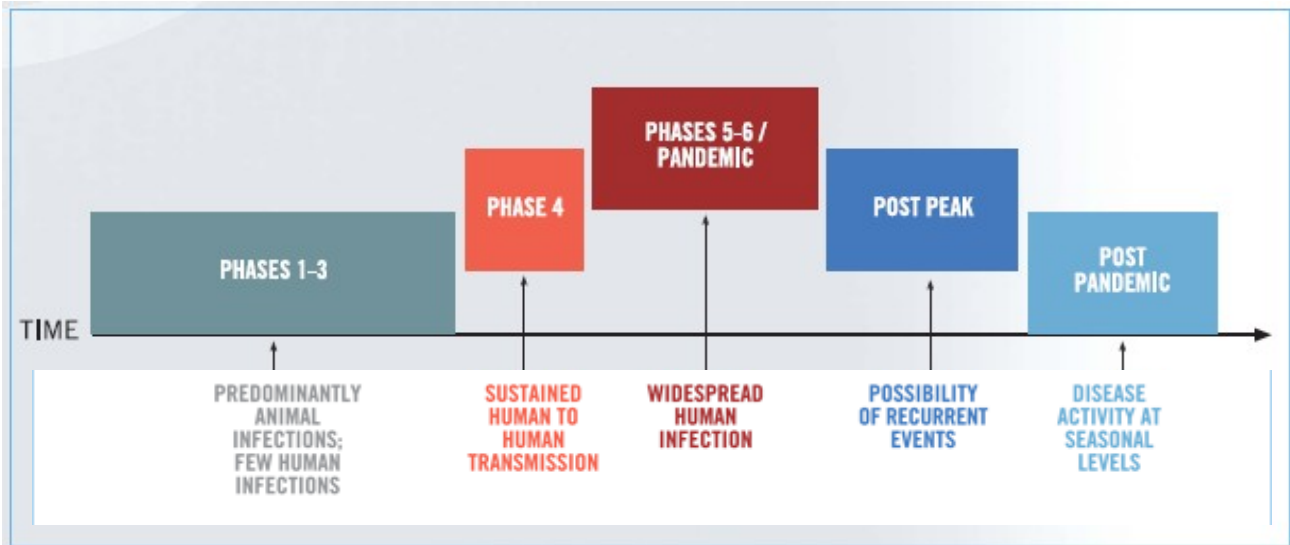 PHASES 5–6 /
PANDEMIC
PHASE 4
POST PEAK
PHASES 1–3
POST
PANDEMIC
TIME
PREDOMINANTLY
ANIMAL
INFECTIONS;
FEW HUMAN
INFECTIONS
SUSTAINED
HUMAN TO
HUMAN
TRANSMISSION
WIDESPREAD
HUMAN
INFECTION
POSSIBILITY
OF RECURRENT
EVENTS
DISEASE
ACTIVITY AT
SEASONAL
LEVELS